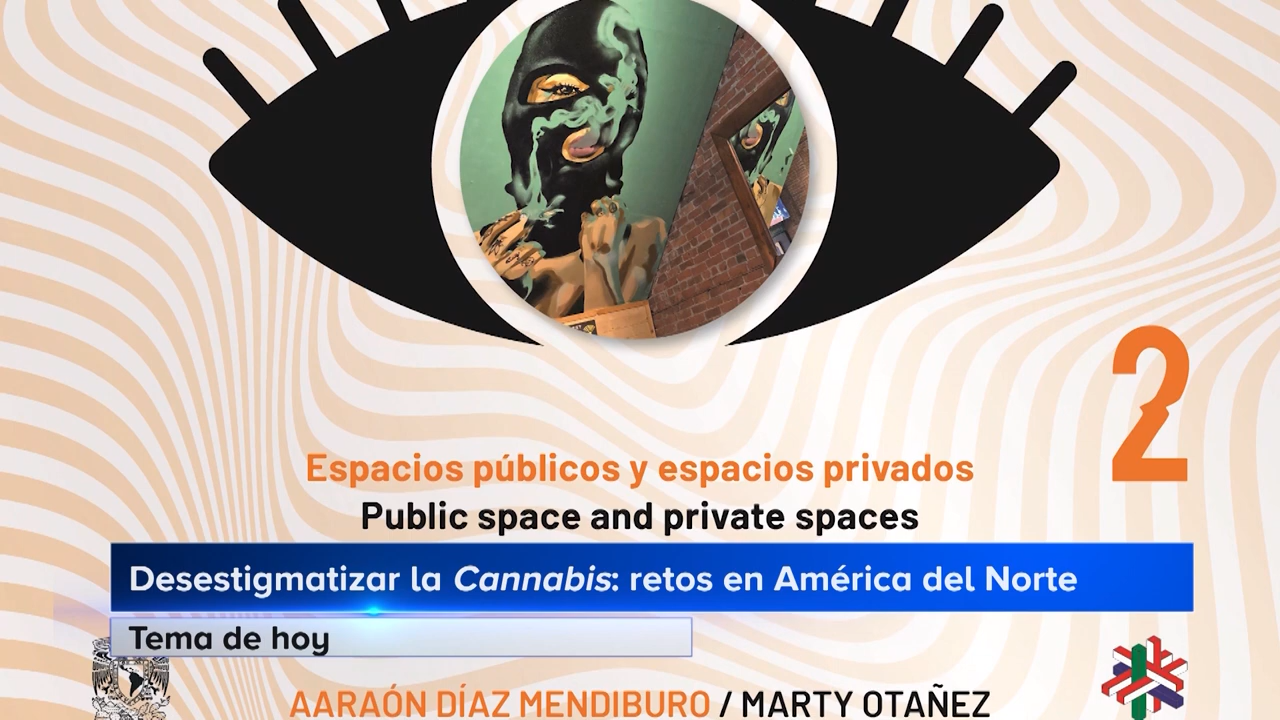 2
Espacios públicos y espacios privados
Public space and private spaces
Desestigmatizar la Cannabis: retos en América del Norte
Tema de hoy
AARAÓN DÍAZ MENDIBURO / MARTY OTAÑEZ